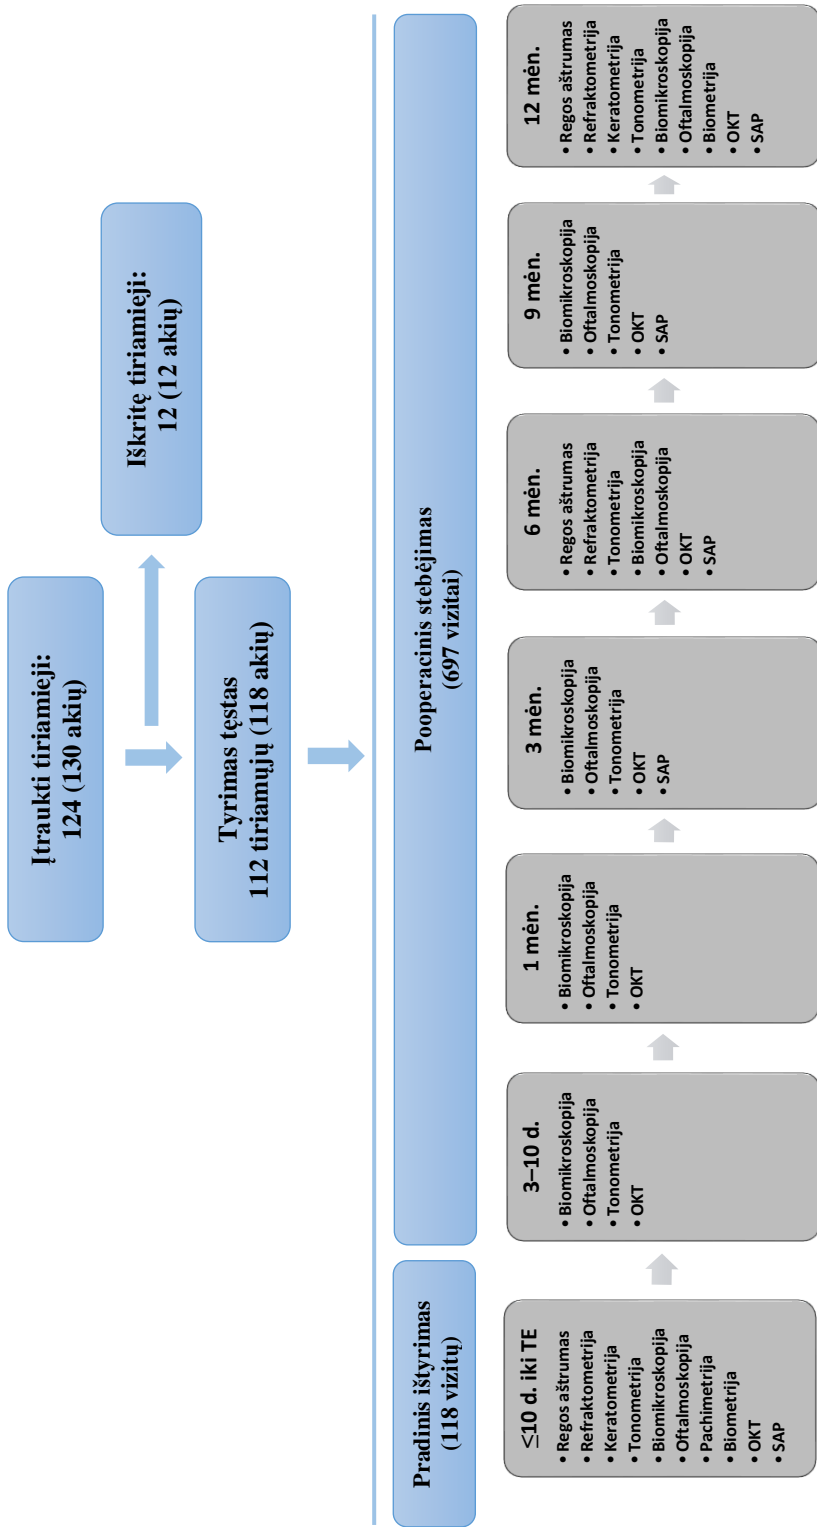 Įtraukti tiriamieji:
124 (130 akių)
Iškritę tiriamieji:
12 (12 akių)
Tyrimas tęstas
112 tiriamųjų (118 akių)
Pradinis ištyrimas
(118 vizitų)
Pooperacinis stebėjimas
(697 vizitai)
≤10 d. iki TE
• Regos aštrumas
• Refraktometrija
• Keratometrija
• Tonometrija
• Biomikroskopija
• Oftalmoskopija
• Pachimetrija
• Biometrija
• OKT
• SAP
3–10 d.
• Biomikroskopija
• Oftalmoskopija
• Tonometrija
• OKT
1 mėn.
• Biomikroskopija
• Oftalmoskopija
• Tonometrija
• OKT
3 mėn.
• Biomikroskopija
• Oftalmoskopija
• Tonometrija
• OKT
• SAP
6 mėn.
• Regos aštrumas
• Refraktometrija
• Tonometrija
• Biomikroskopija
• Oftalmoskopija
• OKT
• SAP
9 mėn.
• Biomikroskopija
• Oftalmoskopija
• Tonometrija
• OKT
• SAP
12 mėn.
• Regos aštrumas
• Refraktometrija
• Keratometrija
• Tonometrija
• Biomikroskopija
• Oftalmoskopija
• Biometrija
• OKT
• SAP